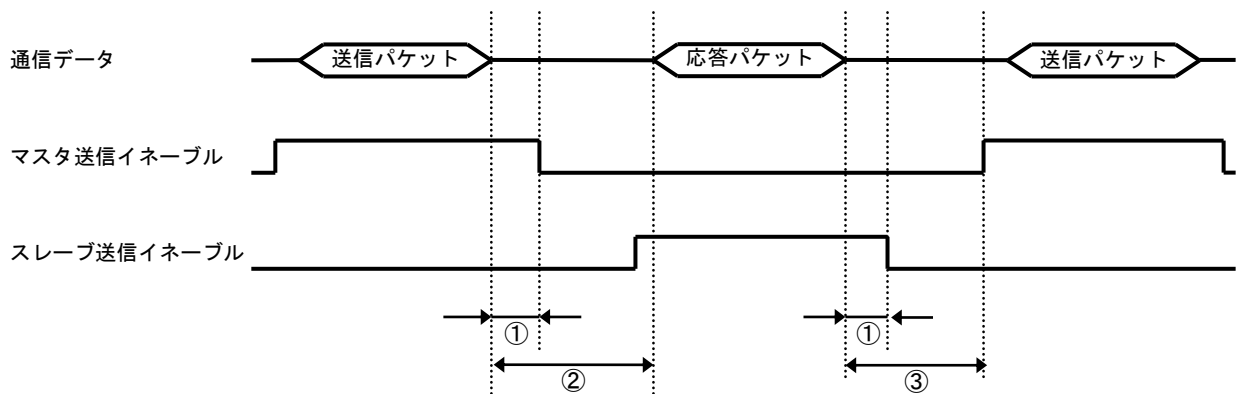 通信データ
送信パケット
応答パケット
送信パケット
マスタ送信イネーブル
スレーブ送信イネーブル
①
①
②
③